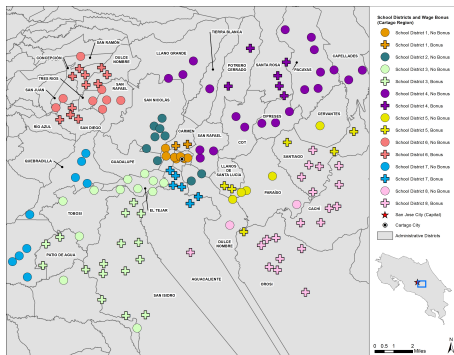 School Districts and Wage Bonus
(Cartago Region)
School District 1, No Bonus
School District 1, Bonus
School District 2, No Bonus
School District 3, No Bonus
School District 3, Bonus
School District 4, No Bonus
School District 4, Bonus
School District 5, No Bonus
School District 5, Bonus
School District 6, No Bonus
School District 6, Bonus
School District 7, No Bonus
School District 7, Bonus
School District 8, No Bonus
School District 8, Bonus
San Jose City (Capital)
Cartago City
Administrative Districts
SAN RAMÓN
CONCEPCIÓN
DULCE
NOMBRE
TRES RIOS
SAN
RAFAEL
SAN JUAN
RIO AZUL
SAN DIEGO
LLANO GRANDE
TIERRA BLANCA
POTRERO
CERRADO
SANTA ROSA
PACAYAS
CAPELLADES
SAN NICOLÁS
CARMEN
SAN RAFAEL
COT
CIPRESES
CERVANTES
QUEBRADILLA
GUADALUPE
LLANOS
DE
SANTA LUCIA
SANTIAGO
PARAISO
TOBOSI
EL TEJAR
CACHI
DULCE
NOMBRE
PATIO DE AGUA
AGUACALIENTE
OROSI
SAN ISIDRO
0 0.5 1 2
Miles
N